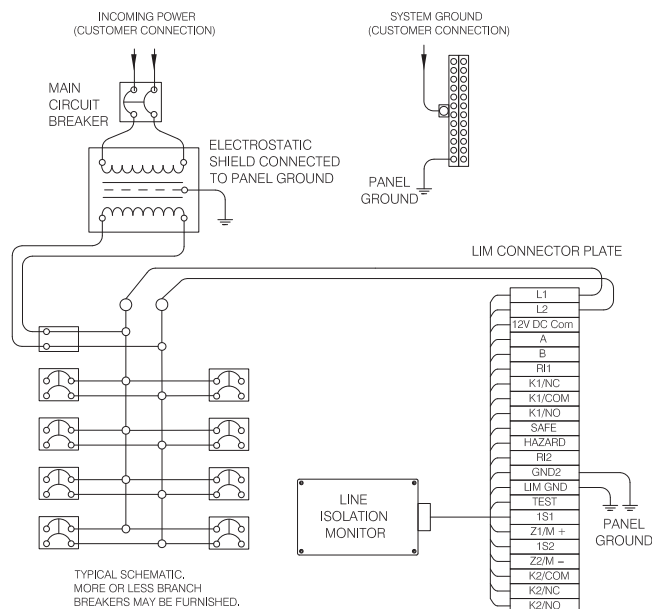 INCOMING POWER
(CUSTOMER CONNECTION)
SYSTEM GROUND
(CUSTOMER CONNECTION)
MAIN
CIRCUIT
BREAKER
ELECTROSTATIC
SHIELD CONNECTED
TO PANEL GROUND
PANEL
GROUND
LIM CONNECTOR PLATE
L1
L2
12V DC Com
A
B
RI1
K1/NC
K1/COM
K1/NO
SAFE
HAZARD
RI2
GND2
LIM GND
TEST
1S1
Z1/M +
1S2
Z2/M –
K2/COM
K2/NC
K2/NO
PANEL
GROUND
LINE
ISOLATION
MONITOR
TYPICAL SCHEMATIC.
MORE OR LESS BRANCH
BREAKERS MAY BE FURNISHED.